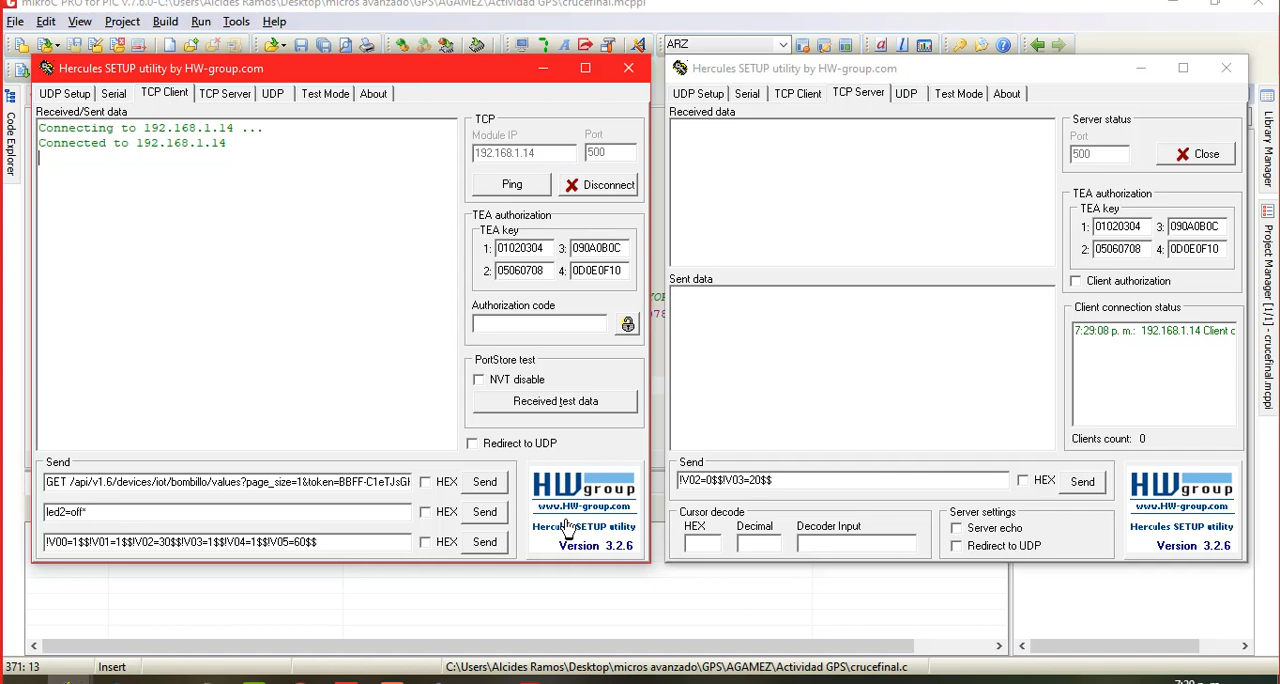 mikroC PRO for PIC v.7.6.0-C:\Users\Alcides Ramos\Desktop\micros avanzado\GPS\AGAMEZ\Actividad GPS\crucefinal.mcppi
File Edit View Project Build Run Tools Help
ARZ
Code Explorer
Hercules SETUP utility by HW-group.com
UDP Setup Serial TCP Client TCP Server UDP Test Mode About
Received/Sent data
Connecting to 192.168.1.14 ...
Connected to 192.168.1.14
TCP
Module IP Port
192.168.1.14 500
Ping Disconnect
TEA authorization
TEA key
1: 01020304 3: 090A0B0C
2: 05060708 4: 0D0E0F10
Authorization code
PortStore test
NVT disable
Received test data
Redirect to UDP
Send
GET /api/v1.6/devices/iot/bombillo/values?page_size=1&token=BBFF-C1eTJsGH HEX Send
led2=off* HEX Send
!V00=1$$!V01=1$$!V02=30$$!V03=1$$!V04=1$$!V05=60$$ HEX Send
HWgroup
www.HW-group.com
Hercules SETUP utility
Version 3.2.6
Hercules SETUP utility by HW-group.com
UDP Setup Serial TCP Client TCP Server UDP Test Mode About
Received data
Sent data
Server status
Port
500 Close
TEA authorization
TEA key
1: 01020304 3: 090A0B0C
2: 05060708 4: 0D0E0F10
Client authorization
Client connection status
7:29:08 p. m.: 192.168.1.14 Client c
Clients count: 0
Send
!V02=0$$!V03=20$$ HEX Send
Cursor decode
HEX Decimal Decoder Input
Server settings
Server echo
Redirect to UDP
HWgroup
www.HW-group.com
Hercules SETUP utility
Version 3.2.6
Library Manager
Project Manager [1/1] - crucefinal.mcppi
371: 13 Insert C:\Users\Alcides Ramos\Desktop\micros avanzado\GPS\AGAMEZ\Actividad GPS\crucefinal.c